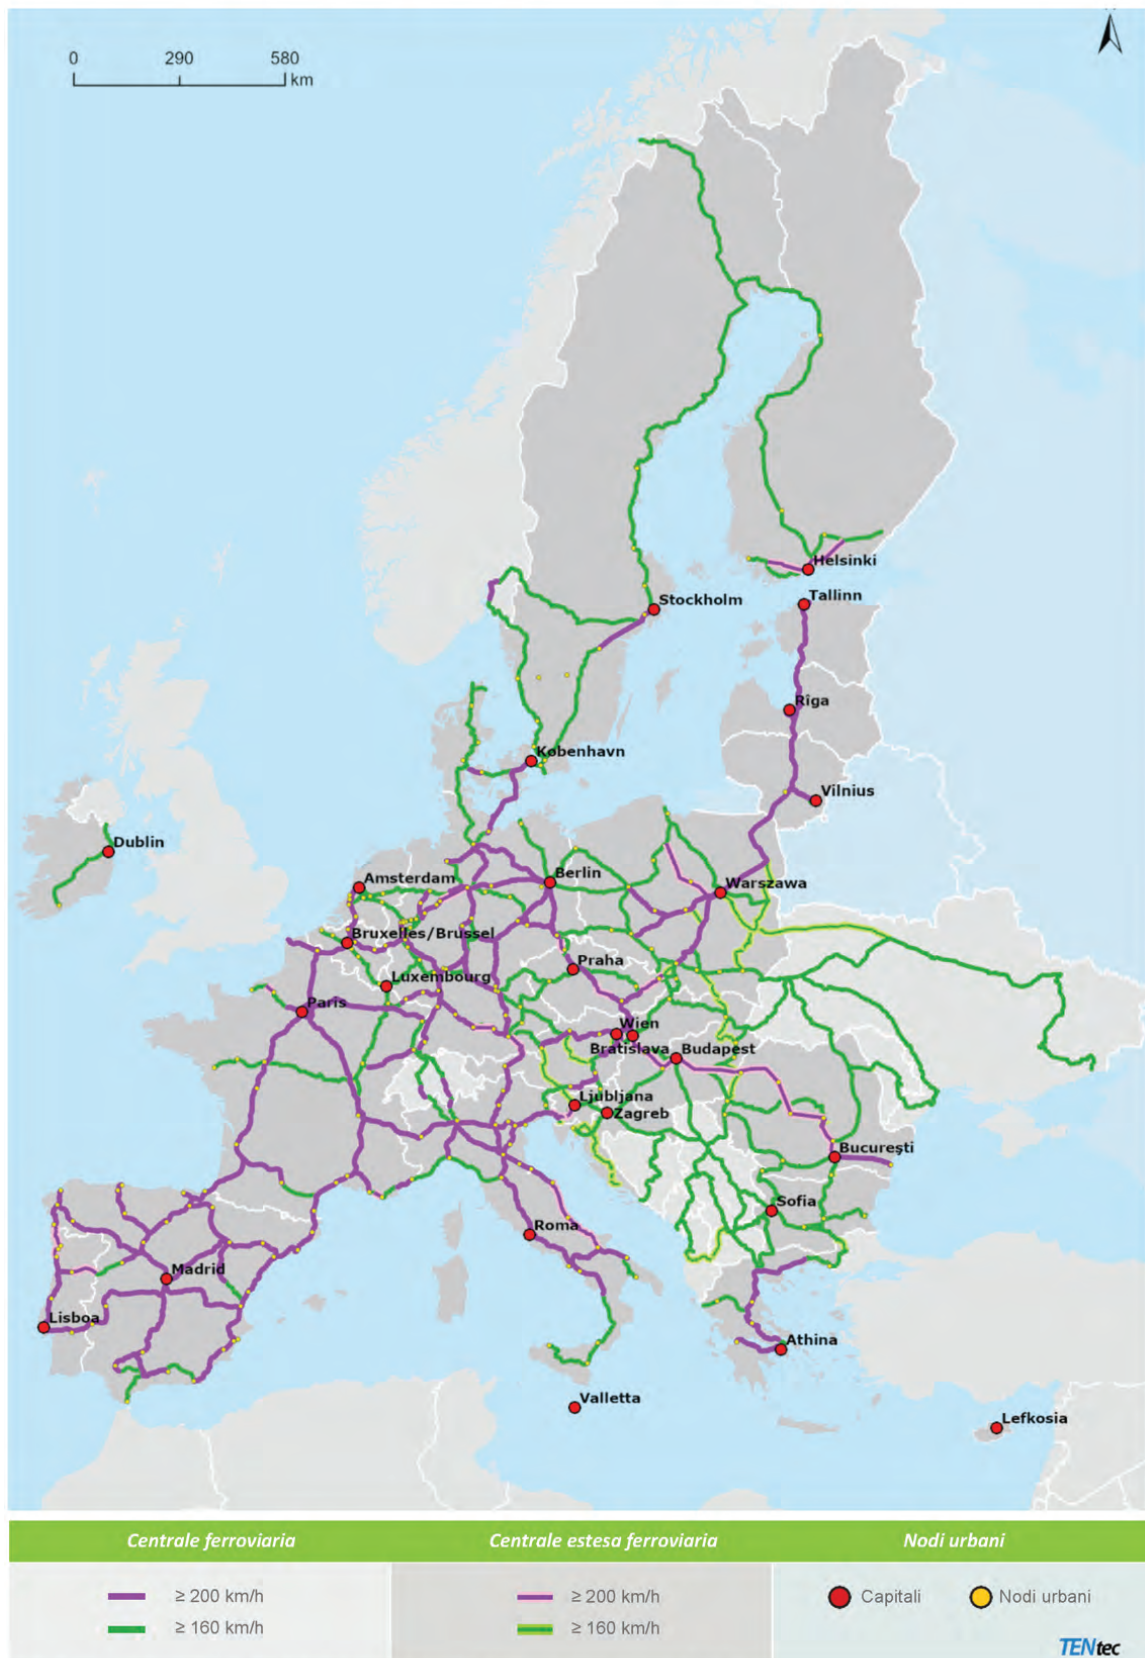 0 290 580
km
Helsinki
Tallinn
Stockholm
Rīga
København
Vilnius
Dublin
Amsterdam
Berlin
Warszawa
Bruxelles/Brussel
Praha
Luxembourg
Paris
Wien
Bratislava
Budapest
Ljubljana
Zagreb
Bucureşti
Sofia
Roma
Madrid
Lisboa
Athina
Valletta
Lefkosia
Centrale ferroviaria
Centrale estesa ferroviaria
Nodi urbani
≥ 200 km/h
≥ 160 km/h
≥ 200 km/h
≥ 160 km/h
Capitali
Nodi urbani
TENtec